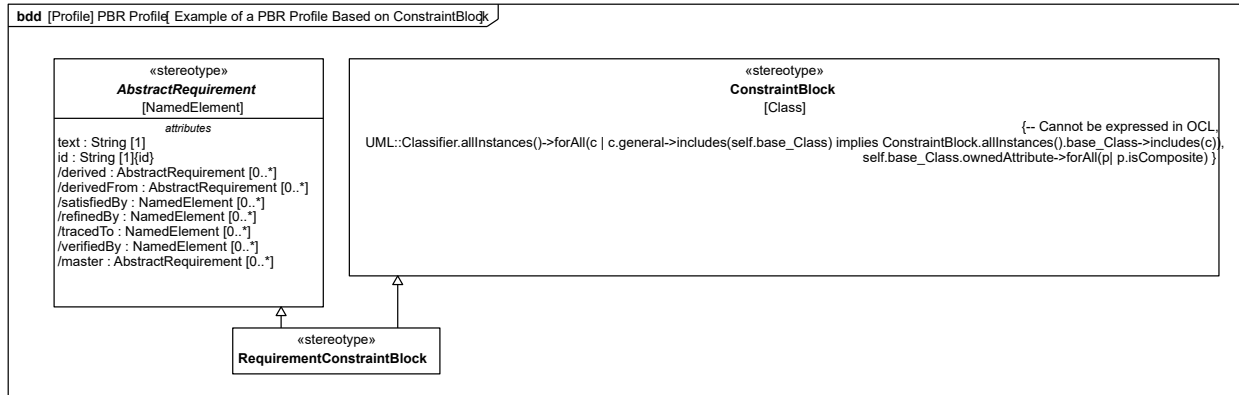 bdd [Profile] PBR Profile[ Example of a PBR Profile Based on ConstraintBlock]
«stereotype»
AbstractRequirement
[NamedElement]
attributes
text : String [1]
id : String [1]{id}
/derived : AbstractRequirement [0..*]
/derivedFrom : AbstractRequirement [0..*]
/satisfiedBy : NamedElement [0..*]
/refinedBy : NamedElement [0..*]
/tracedTo : NamedElement [0..*]
/verifiedBy : NamedElement [0..*]
/master : AbstractRequirement [0..*]
«stereotype»
ConstraintBlock
[Class]
{-- Cannot be expressed in OCL,
UML::Classifier.allInstances()->forAll(c | c.general->includes(self.base_Class) implies ConstraintBlock.allInstances().base_Class->includes(c)),
self.base_Class.ownedAttribute->forAll(p| p.isComposite) }
«stereotype»
RequirementConstraintBlock